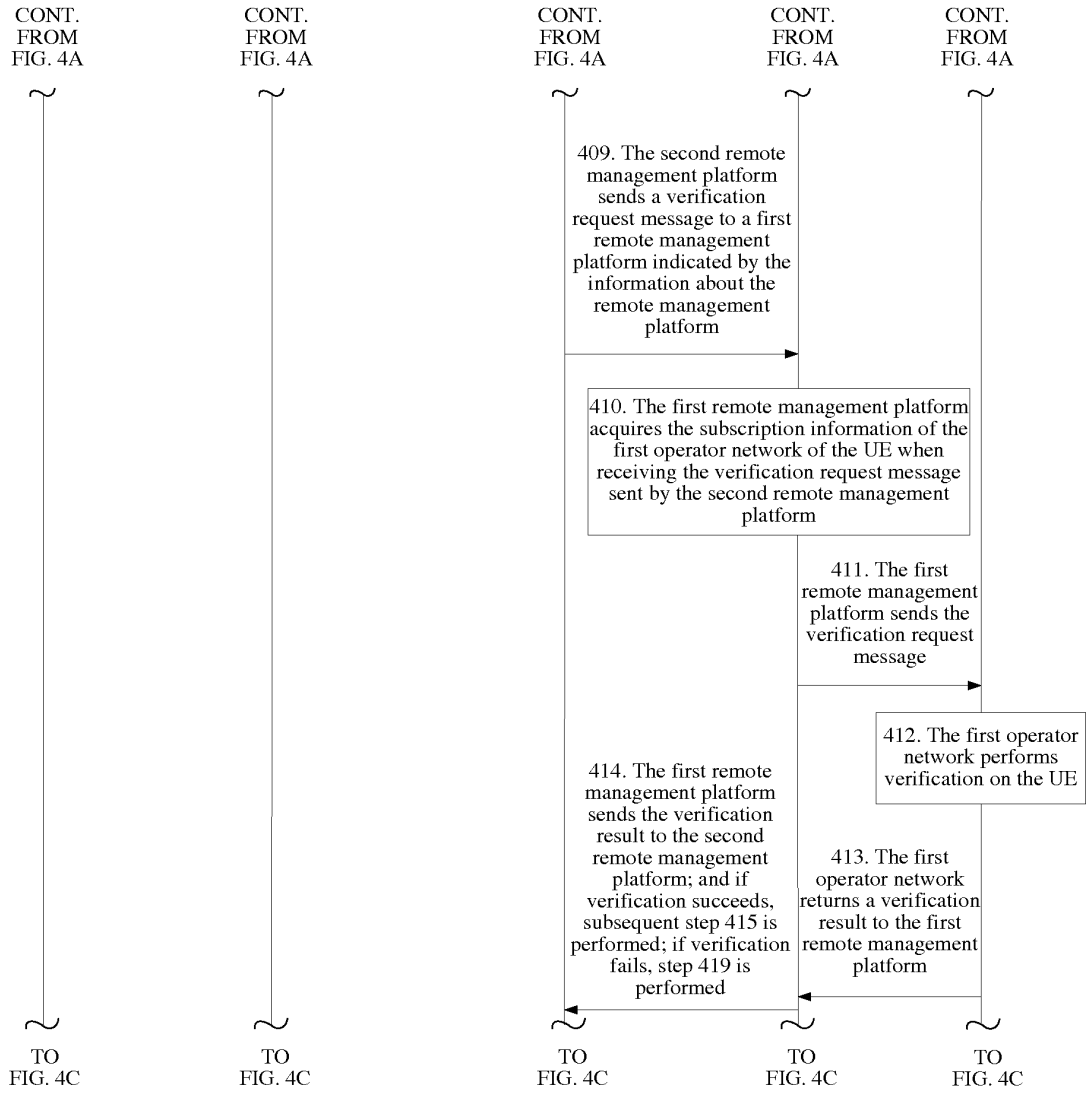 CONT.
FROM
FIG. 4A
CONT.
FROM
FIG. 4A
CONT.
FROM
FIG. 4A
CONT.
FROM
FIG. 4A
CONT.
FROM
FIG. 4A
409. The second remote
management platform
sends a verification
request message to a first
remote management
platform indicated by the
information about the
remote management
platform
410. The first remote management platform
acquires the subscription information of the
first operator network of the UE when
receiving the verification request message
sent by the second remote management
platform
411. The first
remote management
platform sends the
verification request
message
412. The first operator
network performs
verification on the UE
413. The first
operator network
returns a verification
result to the first
remote management
platform
414. The first remote
management platform
sends the verification
result to the second
remote management
platform; and if
verification succeeds,
subsequent step 415 is
performed; if verification
fails, step 419 is
performed
TO
FIG. 4C
TO
FIG. 4C
TO
FIG. 4C
TO
FIG. 4C
TO
FIG. 4C